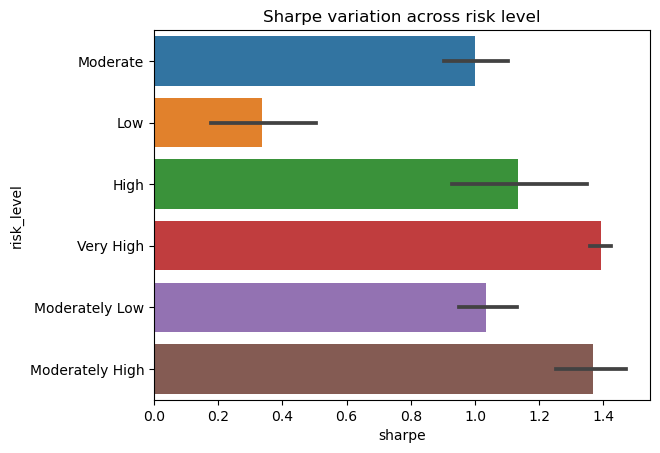 Sharpe variation across risk level
Moderate
Low
High
Very High
Moderately Low
Moderately High
risk_level
0.0 0.2 0.4 0.6 0.8 1.0 1.2 1.4
sharpe